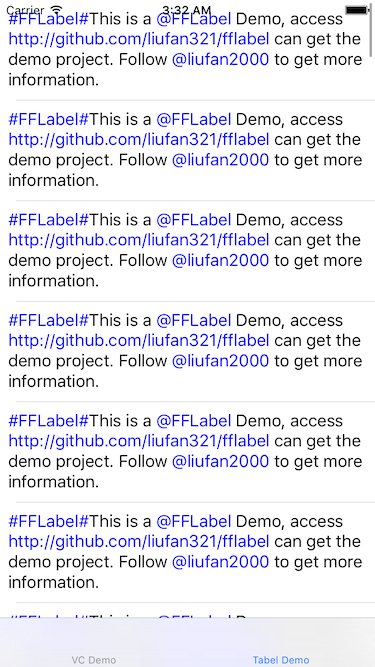 Carrier 3:32 AM
#FFLabel#This is a @FFLabel Demo, access
http://github.com/liufan321/fflabel can get the
demo project. Follow @liufan2000 to get more
information.
#FFLabel#This is a @FFLabel Demo, access
http://github.com/liufan321/fflabel can get the
demo project. Follow @liufan2000 to get more
information.
#FFLabel#This is a @FFLabel Demo, access
http://github.com/liufan321/fflabel can get the
demo project. Follow @liufan2000 to get more
information.
#FFLabel#This is a @FFLabel Demo, access
http://github.com/liufan321/fflabel can get the
demo project. Follow @liufan2000 to get more
information.
#FFLabel#This is a @FFLabel Demo, access
http://github.com/liufan321/fflabel can get the
demo project. Follow @liufan2000 to get more
information.
#FFLabel#This is a @FFLabel Demo, access
http://github.com/liufan321/fflabel can get the
demo project. Follow @liufan2000 to get more
information.
VC Demo Tabel Demo